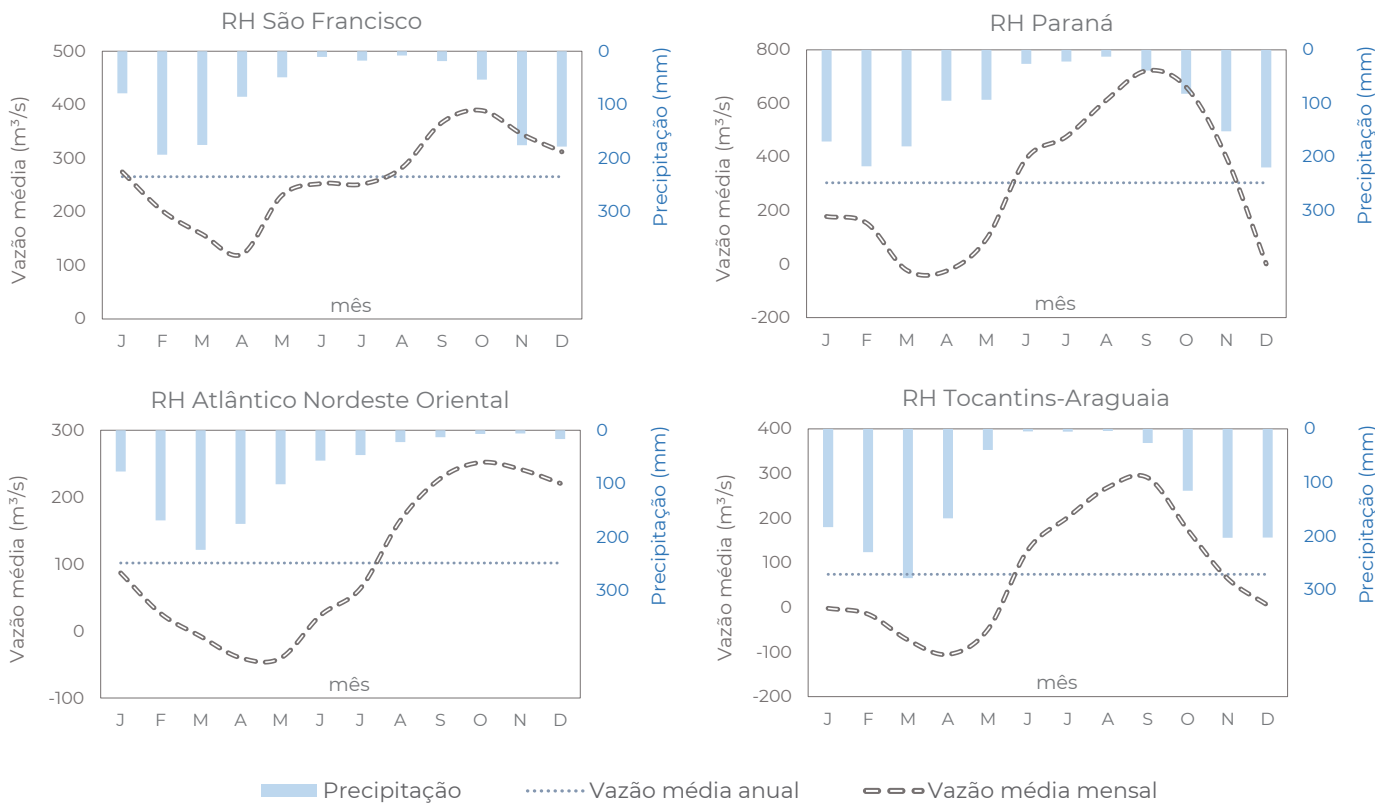 RH São Francisco
500
400
300
200
100
0
Vazão média (m³/s)
0
100
200
300
Precipitação (mm)
mês
J F M A M J J A S O N D
RH Paraná
800
600
400
200
0
-200
Vazão média (m³/s)
0
100
200
300
Precipitação (mm)
mês
J F M A M J J A S O N D
RH Atlântico Nordeste Oriental
300
200
100
0
-100
Vazão média (m³/s)
0
100
200
300
Precipitação (mm)
mês
J F M A M J J A S O N D
RH Tocantins-Araguaia
400
300
200
100
0
-100
-200
Vazão média (m³/s)
0
100
200
300
Precipitação (mm)
mês
J F M A M J J A S O N D
Precipitação Vazão média anual Vazão média mensal